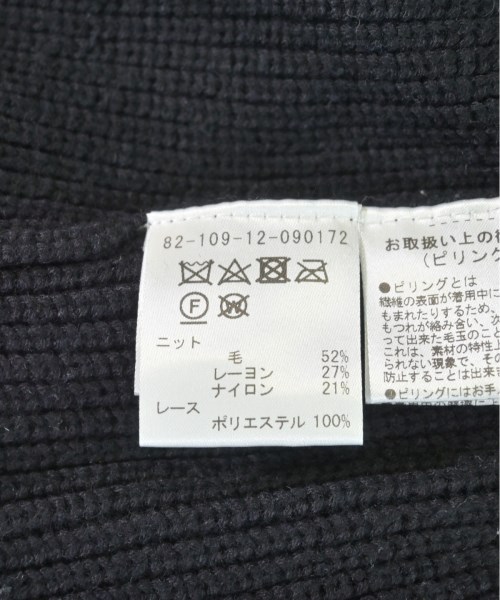 82-109-12-090172
F
W
ニット
毛 52%
レーヨン 27%
ナイロン 21%
レース
ポリエステル 100%
お取扱い上の
(ピリング
●ピリングとは
繊維の表面が着用中に
もまれたりするため、
もつれが絡み合い、
って出来た毛玉のこ
これは、素材の特性上
られない現象で、そ
防止することは出来ま
●ピリングにはお手